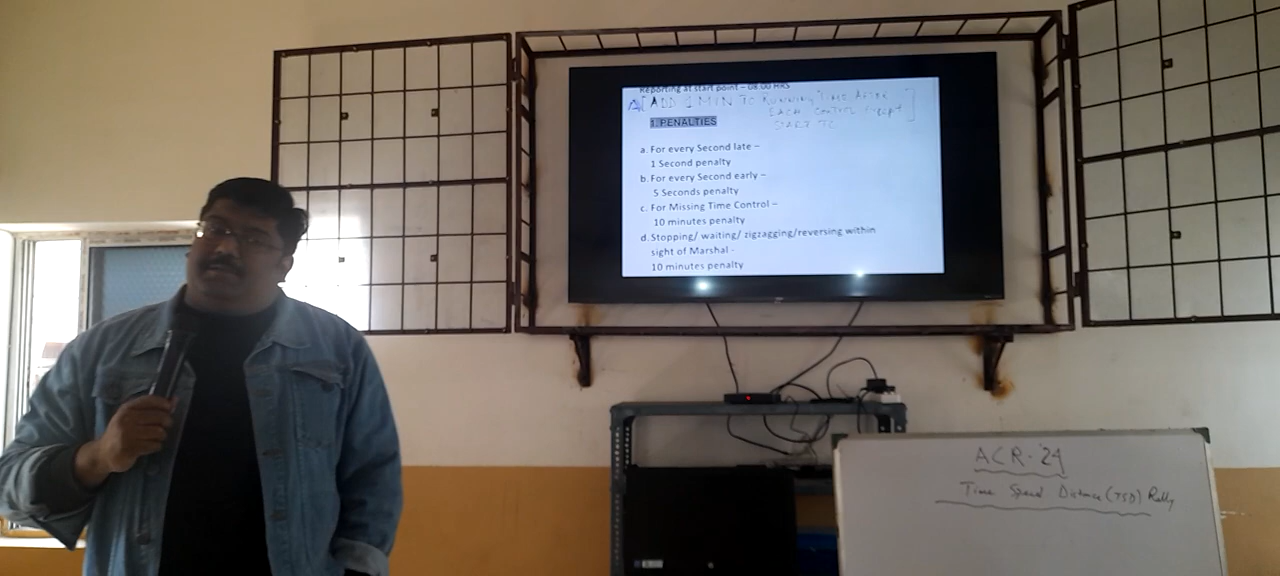 Reporting at start point – 08:00 HRS
[ADD 1 MIN TO RUNNING TIME AFTER
EACH CONTROL EXCEPT
START TC]
1.PENALTIES
a. For every Second late –
1 Second penalty
b. For every Second early –
5 Seconds penalty
c. For Missing Time Control –
10 minutes penalty
d. Stopping/ waiting/ zigzagging/reversing within
sight of Marshal -
10 minutes penalty
ACR-'24
Time Speed Distance (TSD) Rally